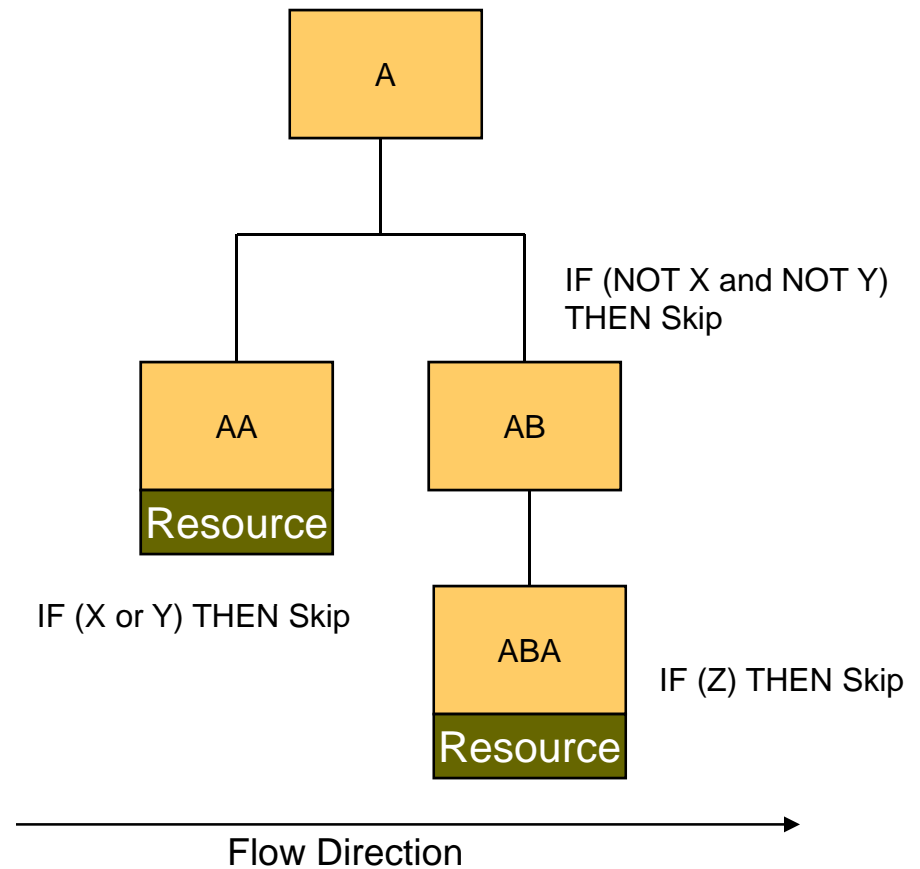 A
IF (NOT X and NOT Y)
THEN Skip
AA
AB
Resource
IF (X or Y) THEN Skip
ABA
IF (Z) THEN Skip
Resource
Flow Direction